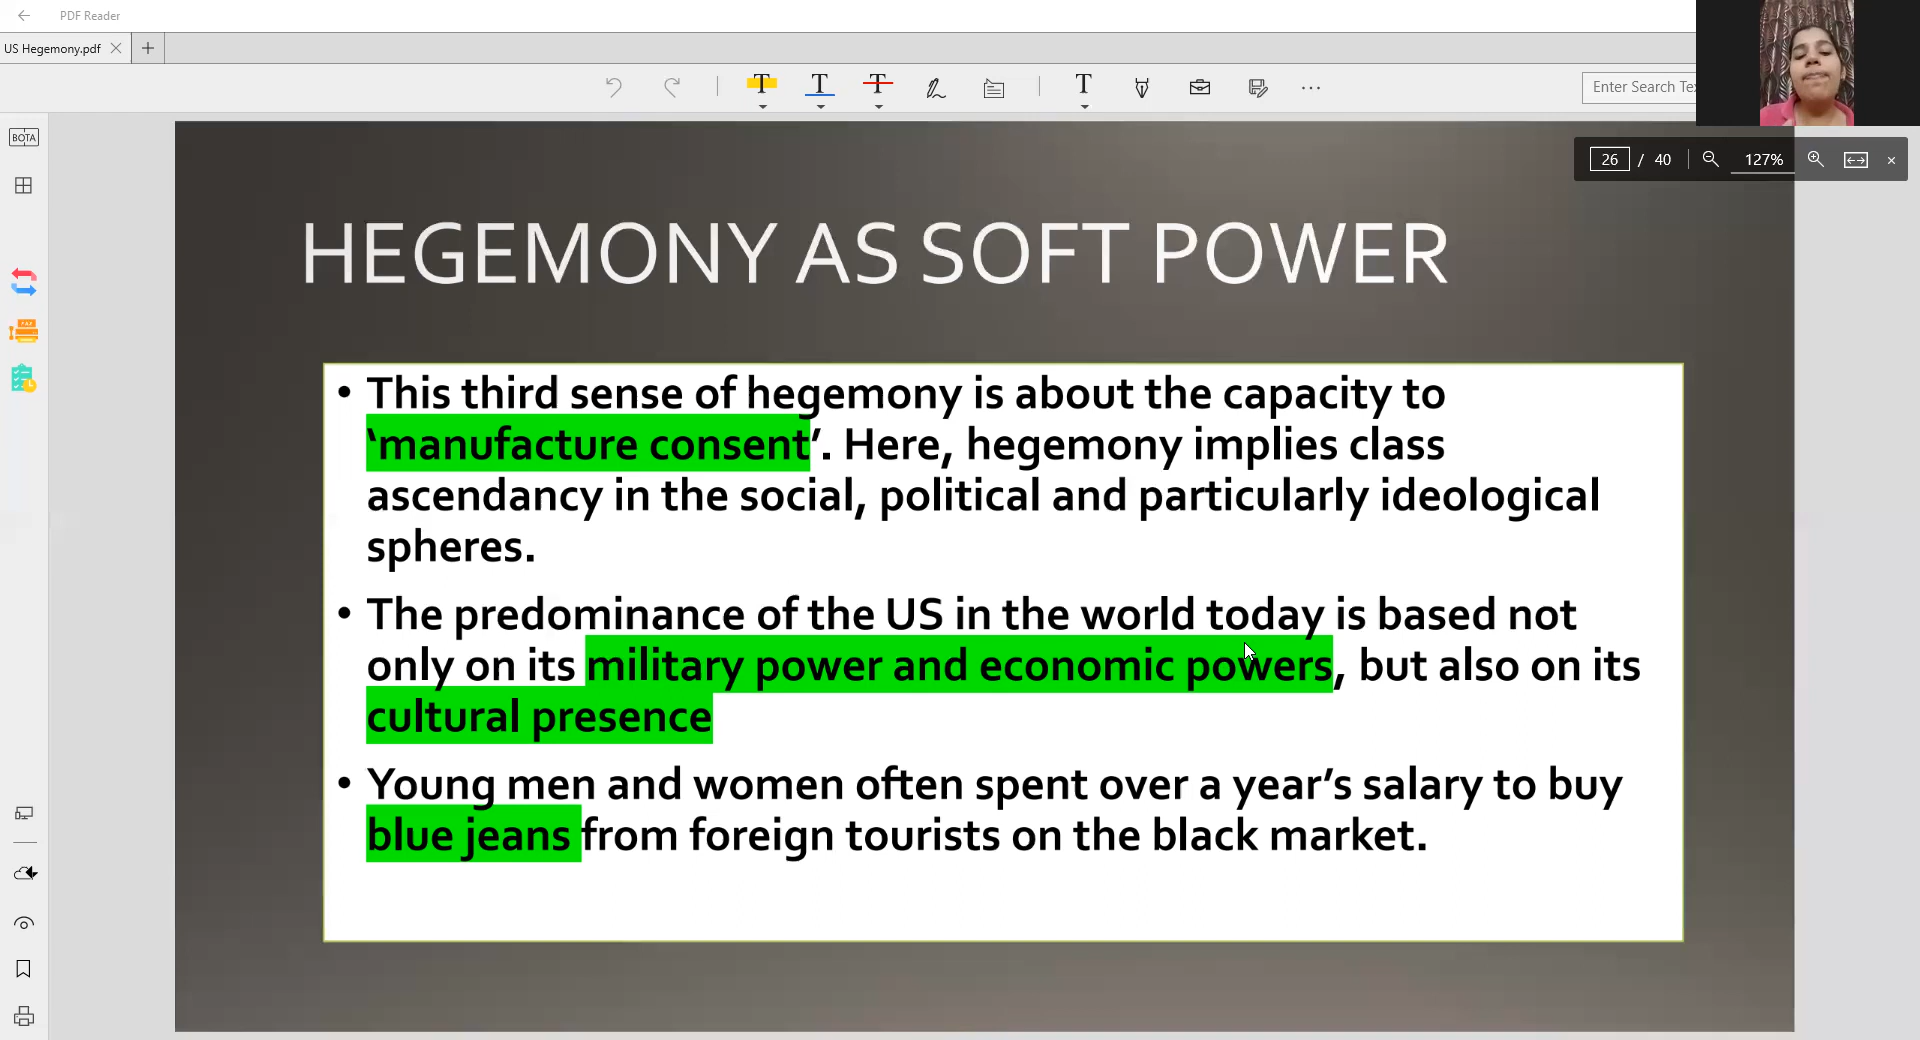 PDF Reader
US Hegemony.pdf
Enter Search Te
BOTA
26 / 40
127%
HEGEMONY AS SOFT POWER
• This third sense of hegemony is about the capacity to
‘manufacture consent’. Here, hegemony implies class
ascendancy in the social, political and particularly ideological
spheres.
• The predominance of the US in the world today is based not
only on its military power and economic powers, but also on its
cultural presence
• Young men and women often spent over a year’s salary to buy
blue jeans from foreign tourists on the black market.